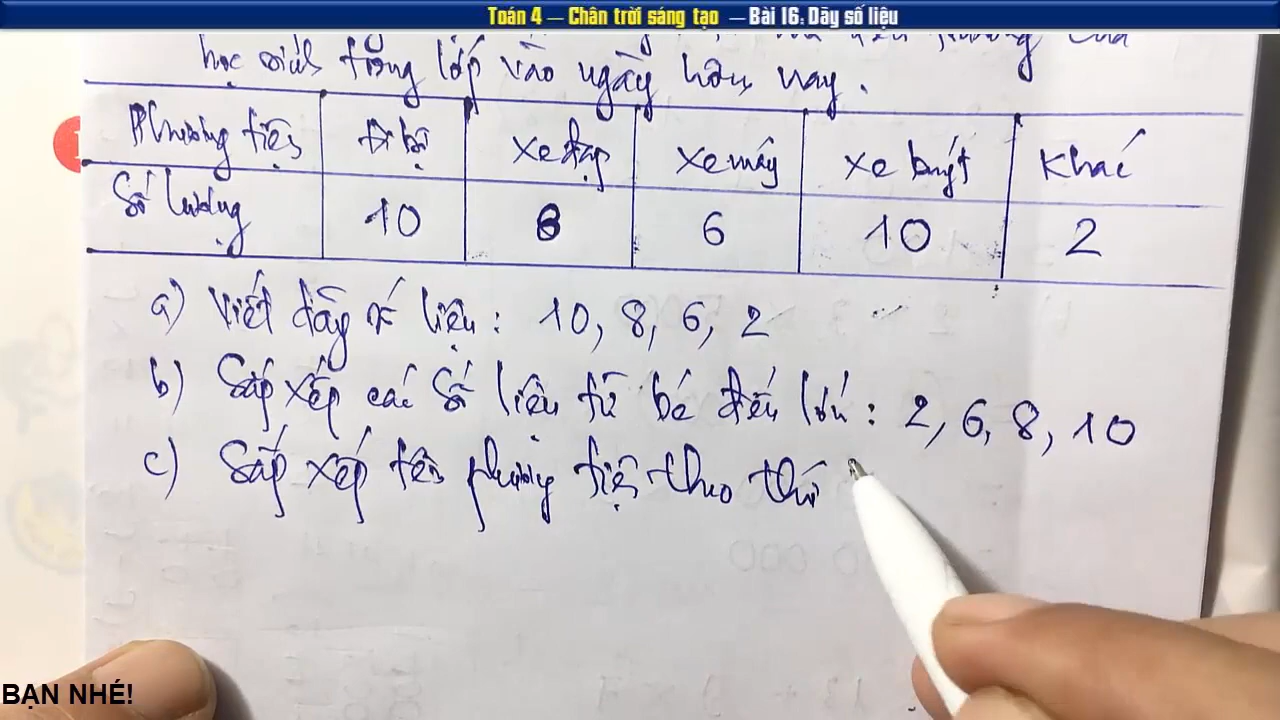 Toán 4 – Chân trời sáng tạo – Bài 16: Dãy số liệu
học sinh trong lớp vào ngày hôm nay.
Phương tiện Đi bộ Xe đạp Xe máy Xe buýt Khác
Số lượng 10 8 6 10 2
a) Viết dãy số liệu: 10, 8, 6, 2
b) Sắp xếp các số liệu từ bé đến lớn: 2, 6, 8, 10
c) Sắp xếp tên phương tiện theo thứ
BẠN NHÉ!